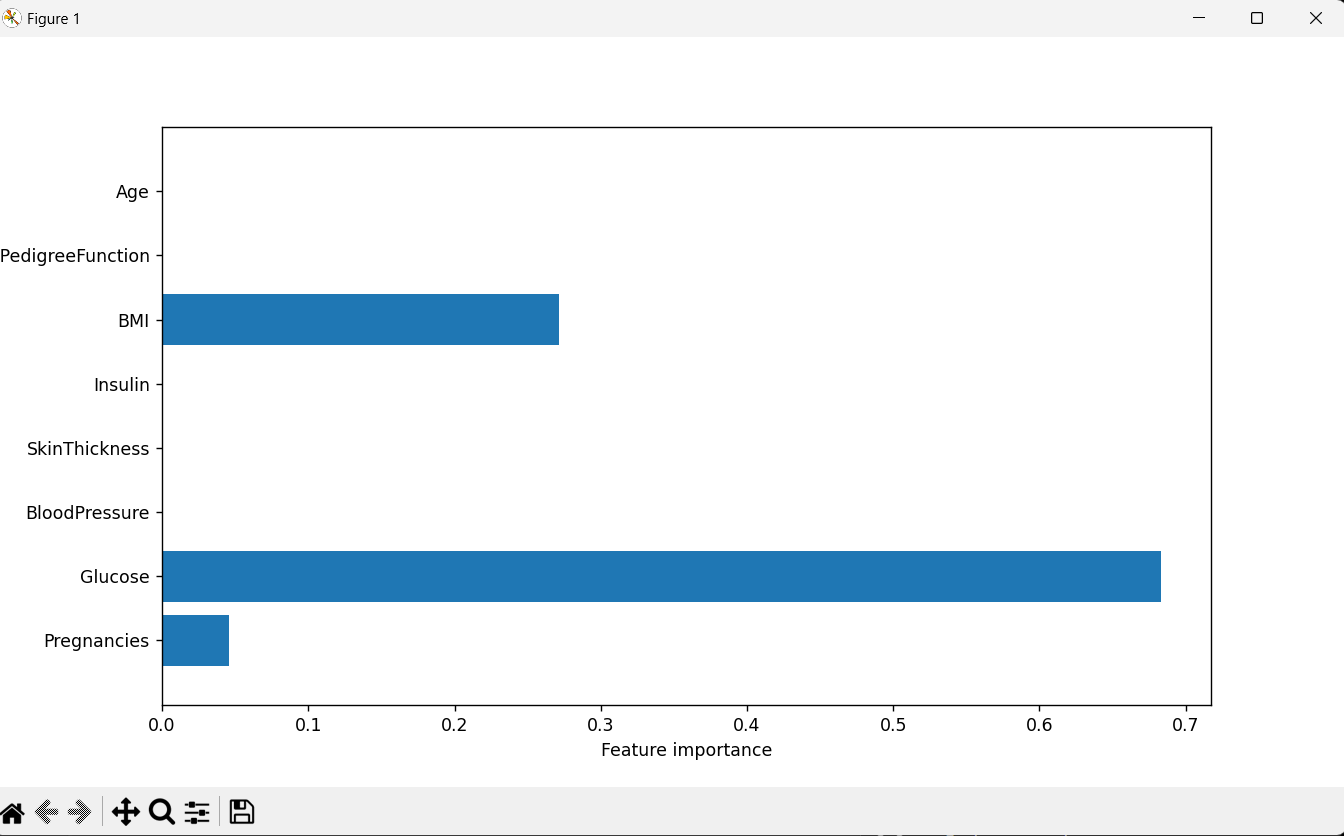 Figure 1
Age
PedigreeFunction
BMI
Insulin
SkinThickness
BloodPressure
Glucose
Pregnancies
0.0 0.1 0.2 0.3 0.4 0.5 0.6 0.7
Feature importance